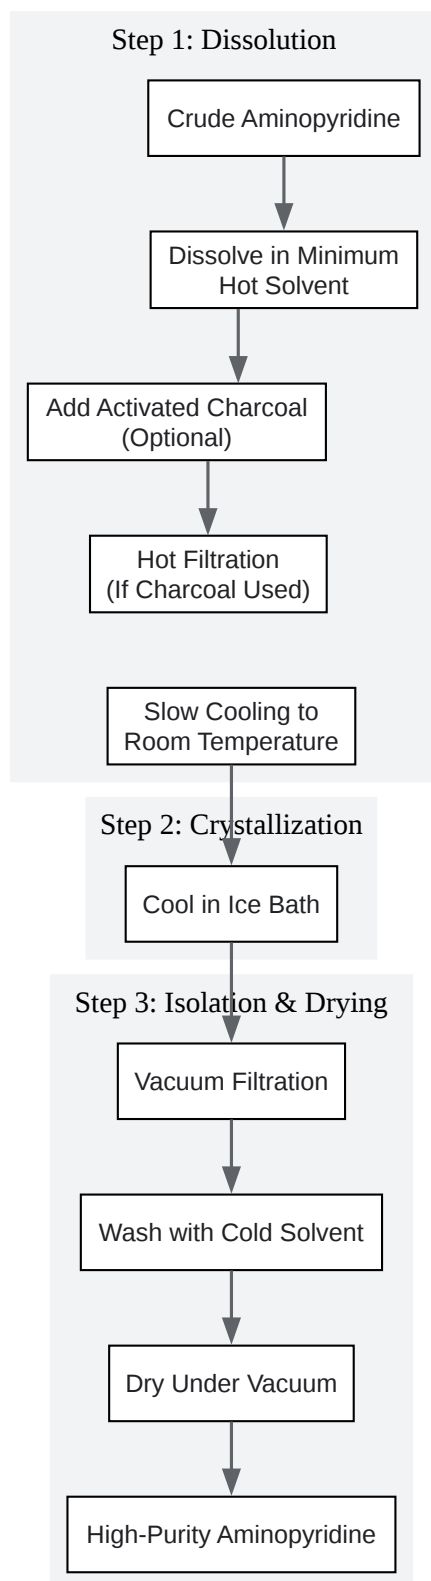 Step 1: Dissolution
Crude Aminopyridine
Dissolve in Minimum
Hot Solvent
Add Activated Charcoal
(Optional)
Hot Filtration
(If Charcoal Used)
Slow Cooling to
Room Temperature
Step 2: Crystallization
Cool in Ice Bath
Step 3: Isolation & Drying
Vacuum Filtration
Wash with Cold Solvent
Dry Under Vacuum
High-Purity Aminopyridine